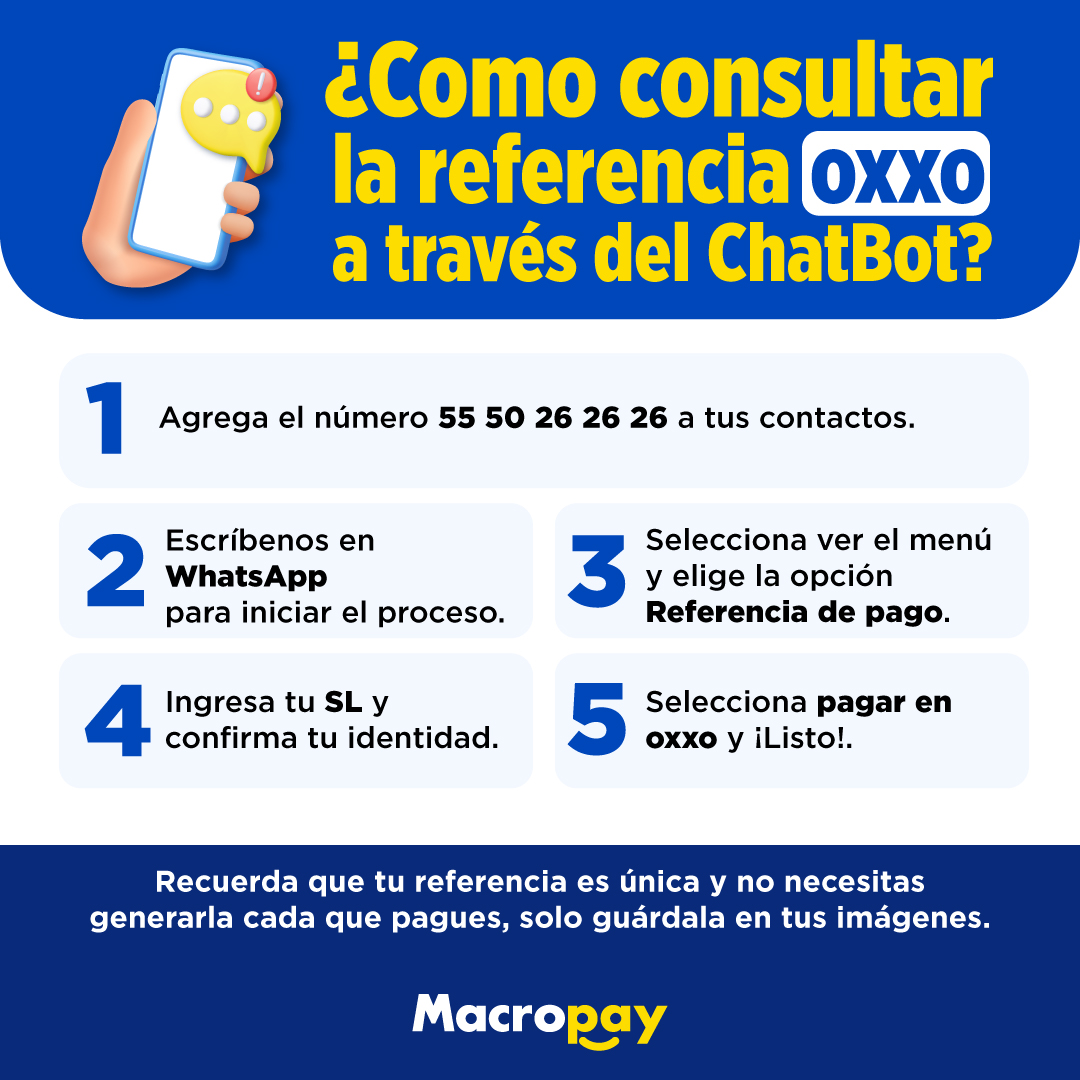 ¿Como consultar
la referencia OXXO
a través del ChatBot?
1
Agrega el número 55 50 26 26 26 a tus contactos.
2
Escríbenos en
WhatsApp
para iniciar el proceso.
3
Selecciona ver el menú
y elige la opción
Referencia de pago.
4
Ingresa tu SL y
confirma tu identidad.
5
Selecciona pagar en
oxxo y ¡Listo!.
Recuerda que tu referencia es única y no necesitas
generarla cada que pagues, solo guárdala en tus imágenes.
Macropay